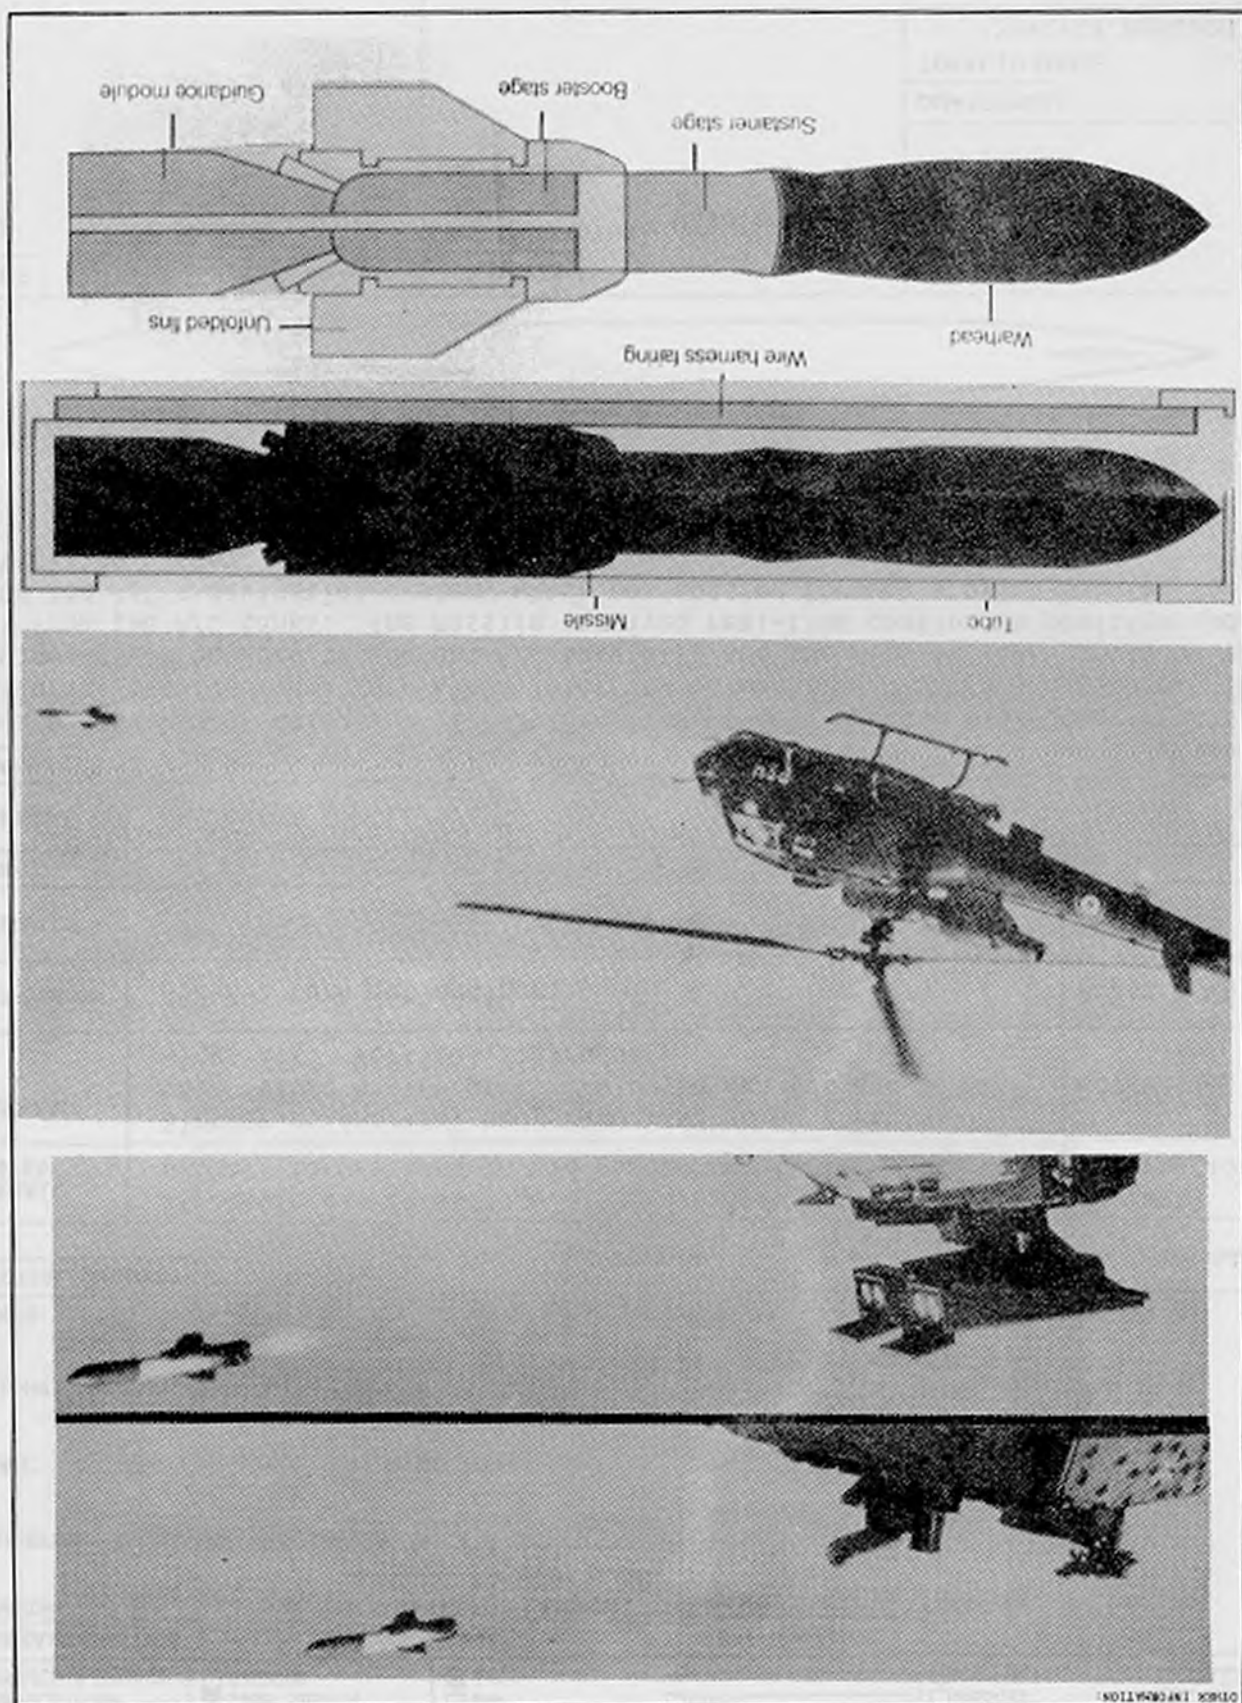 OTHER INFORMATION:
Tube
Missile
Wire harness fairing
Warhead
Unfolded fins
Sustainer stage
Booster stage
Guidance module